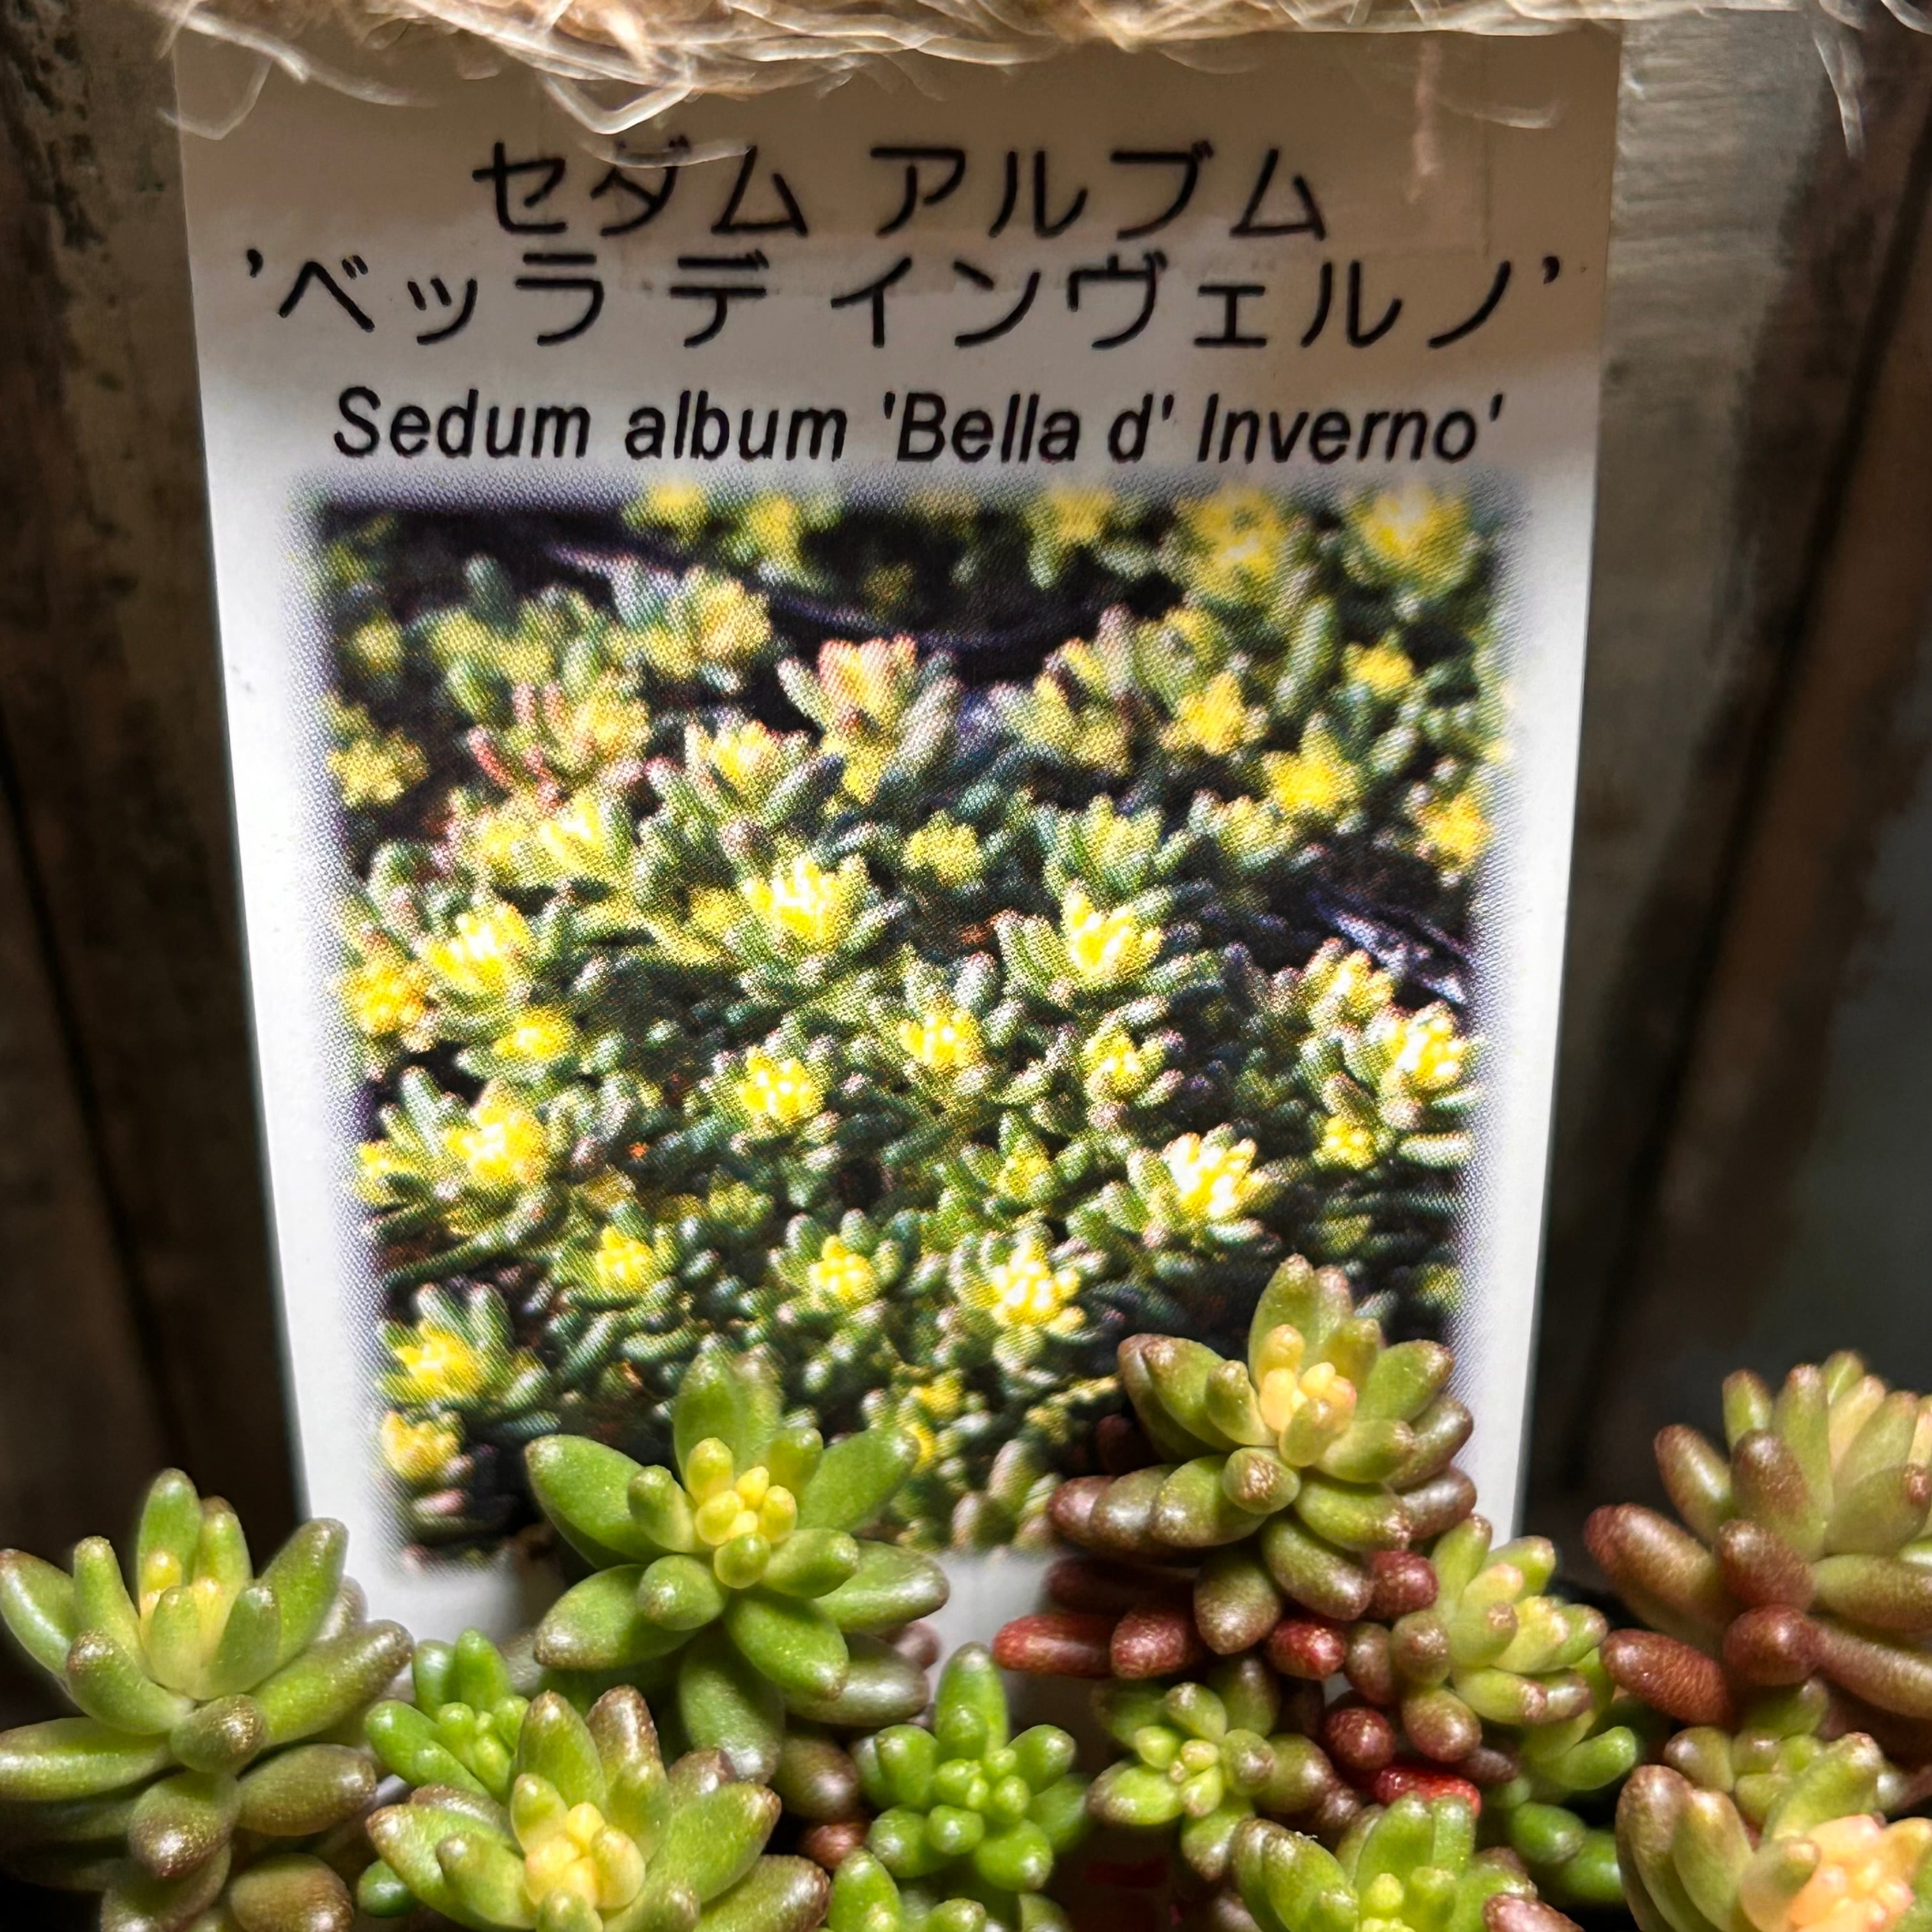 セダム アルブム
'ベッラ デ インヴェルノ'
Sedum album 'Bella d' Inverno'